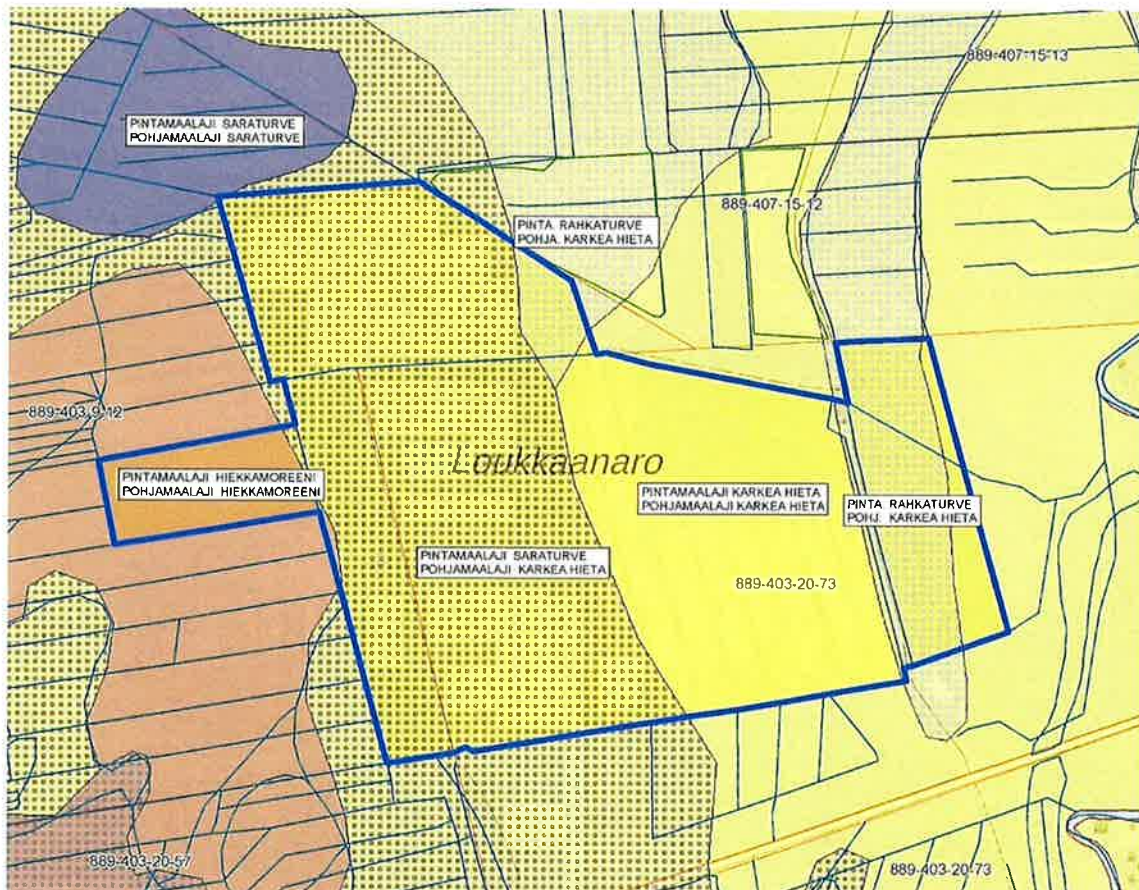 889-407-15-13
PINTAMAALAJI SARATURVE
POHJAMAALAJI SARATURVE
889-407-15-12
PINTA. RAHKATURVE
POHJA. KARKEA HIETA
889-403-9-12
Loukkaanaro
PINTAMAALAJI HIEKKAMOREENI
POHJAMAALAJI HIEKKAMOREENI
PINTAMAALAJI KARKEA HIETA
POHJAMAALAJI KARKEA HIETA
PINTA. RAHKATURVE
POHJ. KARKEA HIETA
PINTAMAALAJI SARATURVE
POHJAMAALAJI KARKEA HIETA
889-403-20-73
889-403-20-57
889-403-20-73